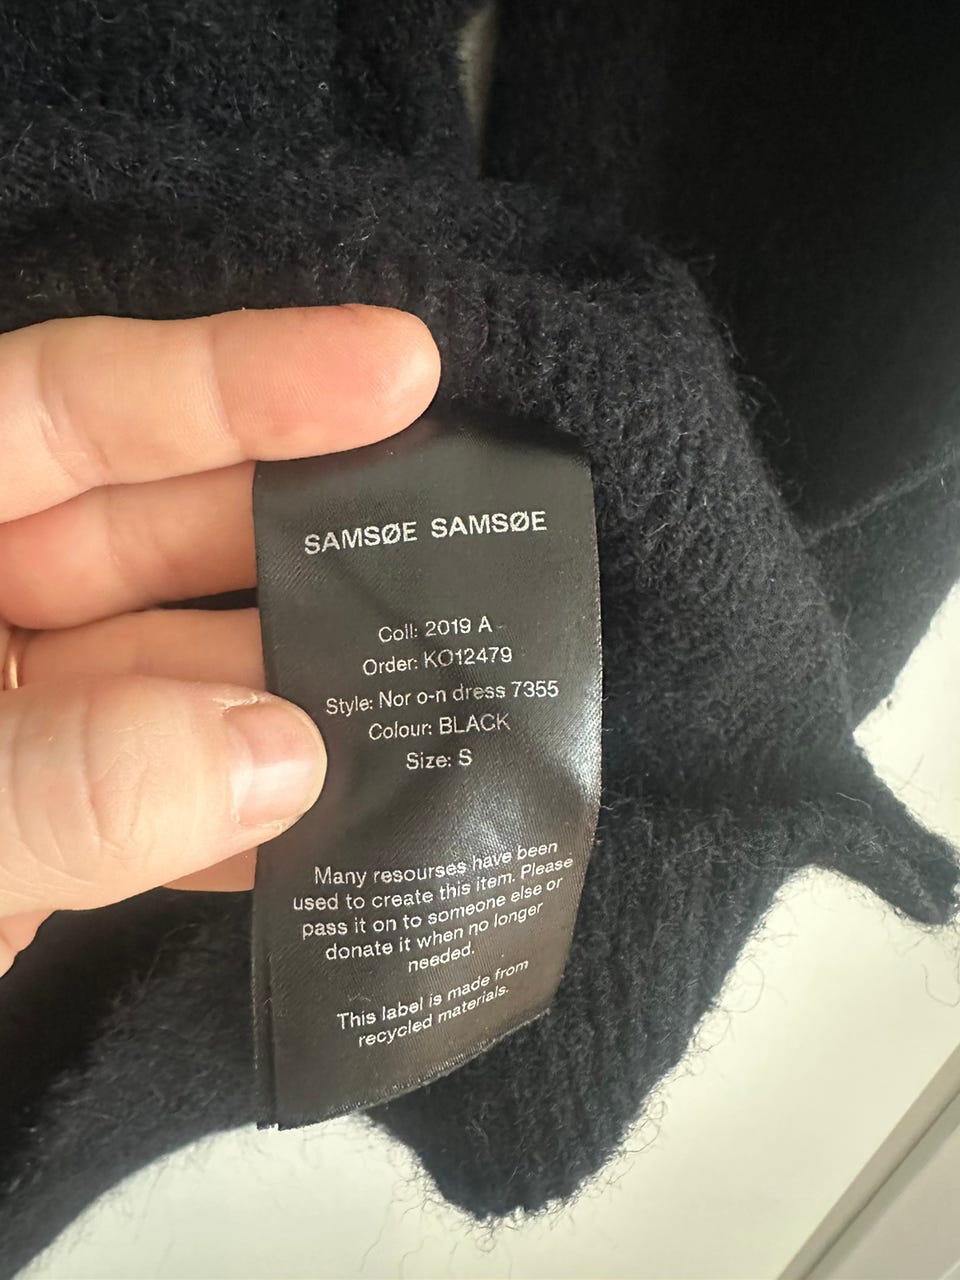 SAMSØE SAMSØE
Coll: 2019 A
Order: KO12479
Style: Nor o-n dress 7355
Colour: BLACK
Size: S
Many resourses have been
used to create this item. Please
pass it on to someone else or
donate it when no longer
needed.
This label is made from
recycled materials.